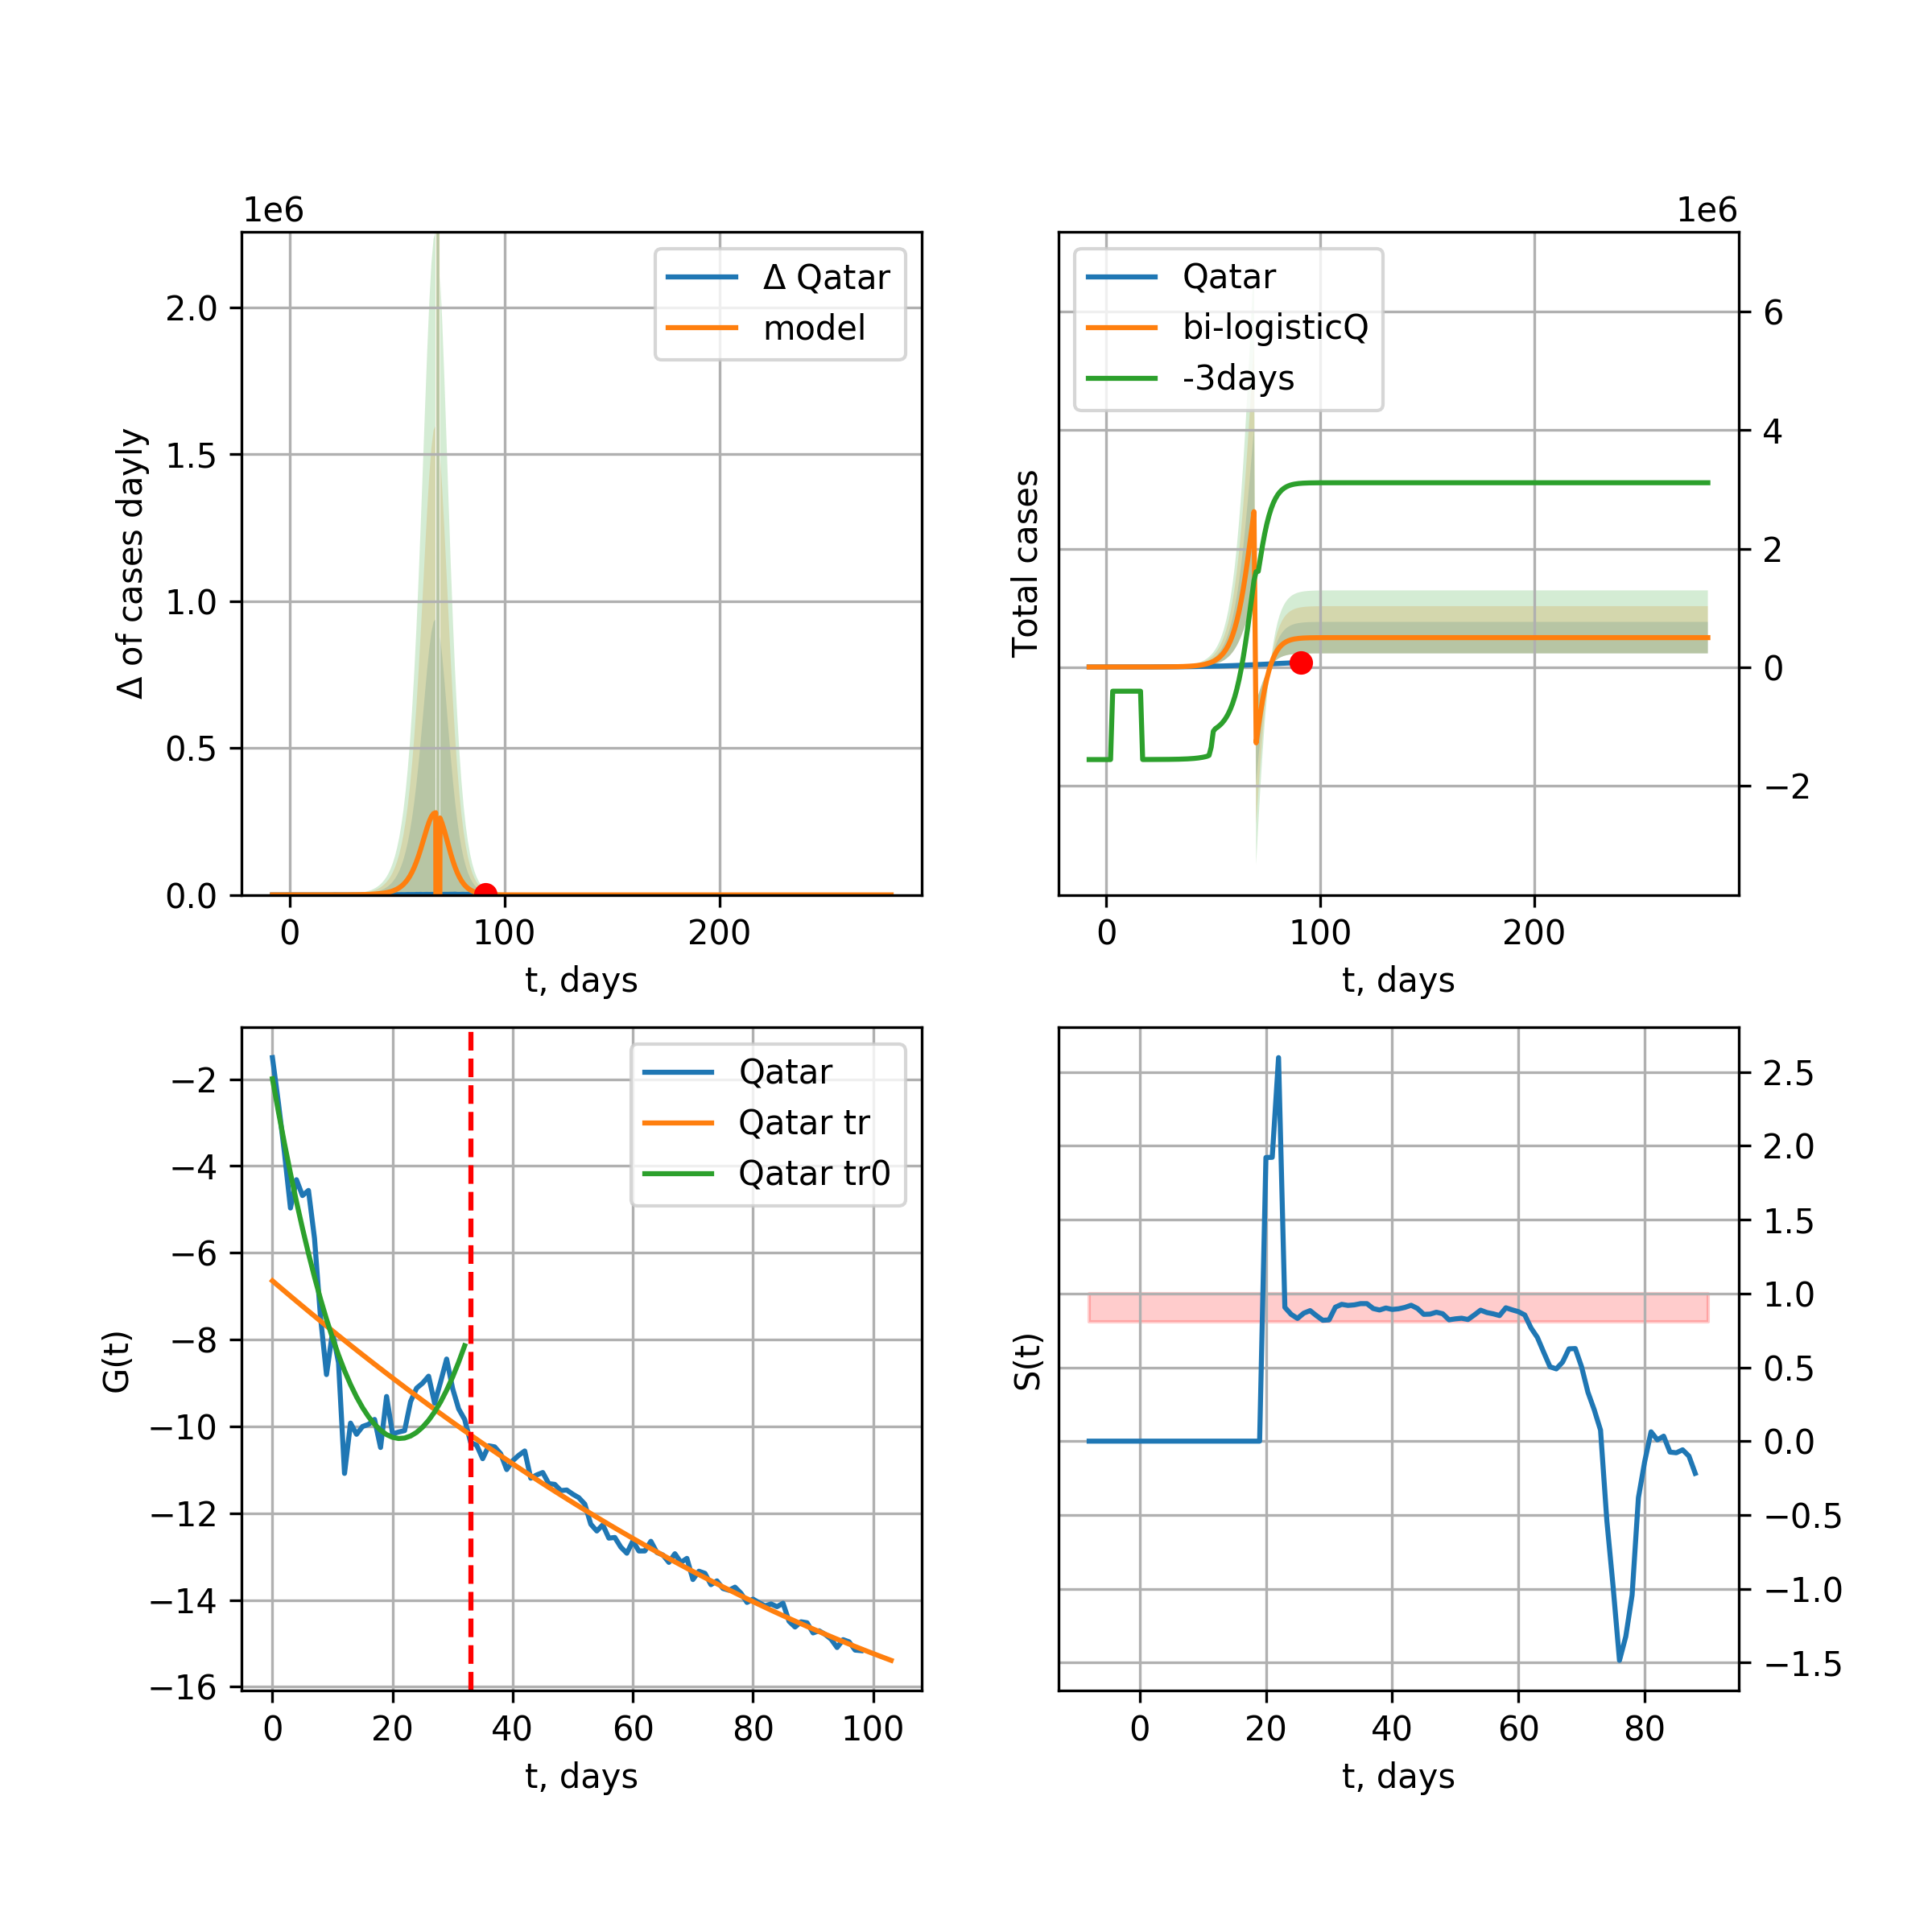 1e6
Δ of cases dayly
2.0
1.5
1.0
0.5
0.0
0 100 200
t, days
Δ Qatar
model
1e6
Total cases
6
4
2
0
−2
0 100 200
t, days
Qatar
bi-logisticQ
-3days
G(t)
−2
−4
−6
−8
−10
−12
−14
−16
0 20 40 60 80 100
t, days
Qatar
Qatar tr
Qatar tr0
S(t)
2.5
2.0
1.5
1.0
0.5
0.0
−0.5
−1.0
−1.5
0 20 40 60 80
t, days